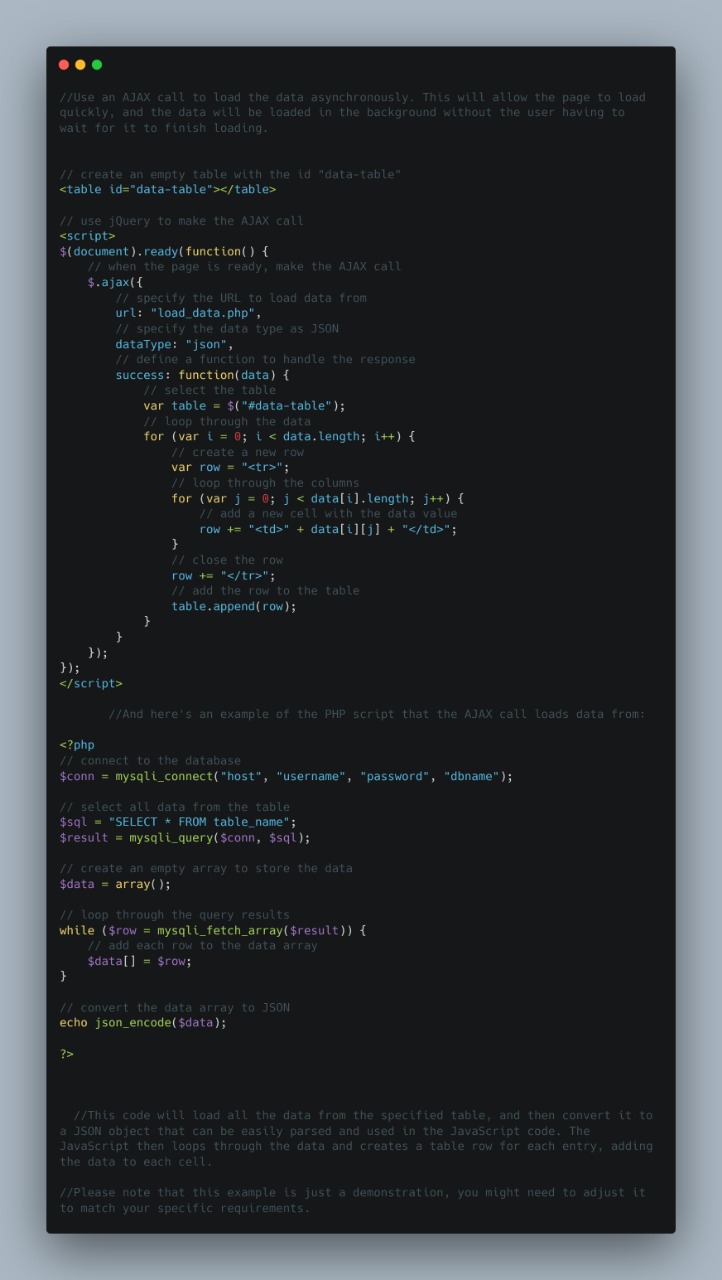 //Use an AJAX call to load the data asynchronously. This will allow the page to load
quickly, and the data will be loaded in the background without the user having to
wait for it to finish loading.
// create an empty table with the id "data-table"
<table id="data-table"></table>
// use jQuery to make the AJAX call
<script>
$(document).ready(function() {
    // when the page is ready, make the AJAX call
    $.ajax({
        // specify the URL to load data from
        url: "load_data.php",
        // specify the data type as JSON
        dataType: "json",
        // define a function to handle the response
        success: function(data) {
            // select the table
            var table = $("#data-table");
            // loop through the data
            for (var i = 0; i < data.length; i++) {
                // create a new row
                var row = "<tr>";
                // loop through the columns
                for (var j = 0; j < data[i].length; j++) {
                    // add a new cell with the data value
                    row += "<td>" + data[i][j] + "</td>";
                }
                // close the row
                row += "</tr>";
                // add the row to the table
                table.append(row);
            }
        }
    });
});
</script>
       //And here's an example of the PHP script that the AJAX call loads data from:
<?php
// connect to the database
$conn = mysqli_connect("host", "username", "password", "dbname");
// select all data from the table
$sql = "SELECT * FROM table_name";
$result = mysqli_query($conn, $sql);
// create an empty array to store the data
$data = array();
// loop through the query results
while ($row = mysqli_fetch_array($result)) {
    // add each row to the data array
    $data[] = $row;
}
// convert the data array to JSON
echo json_encode($data);
?>
  //This code will load all the data from the specified table, and then convert it to
a JSON object that can be easily parsed and used in the JavaScript code. The
JavaScript then loops through the data and creates a table row for each entry, adding
the data to each cell.
//Please note that this example is just a demonstration, you might need to adjust it
to match your specific requirements.